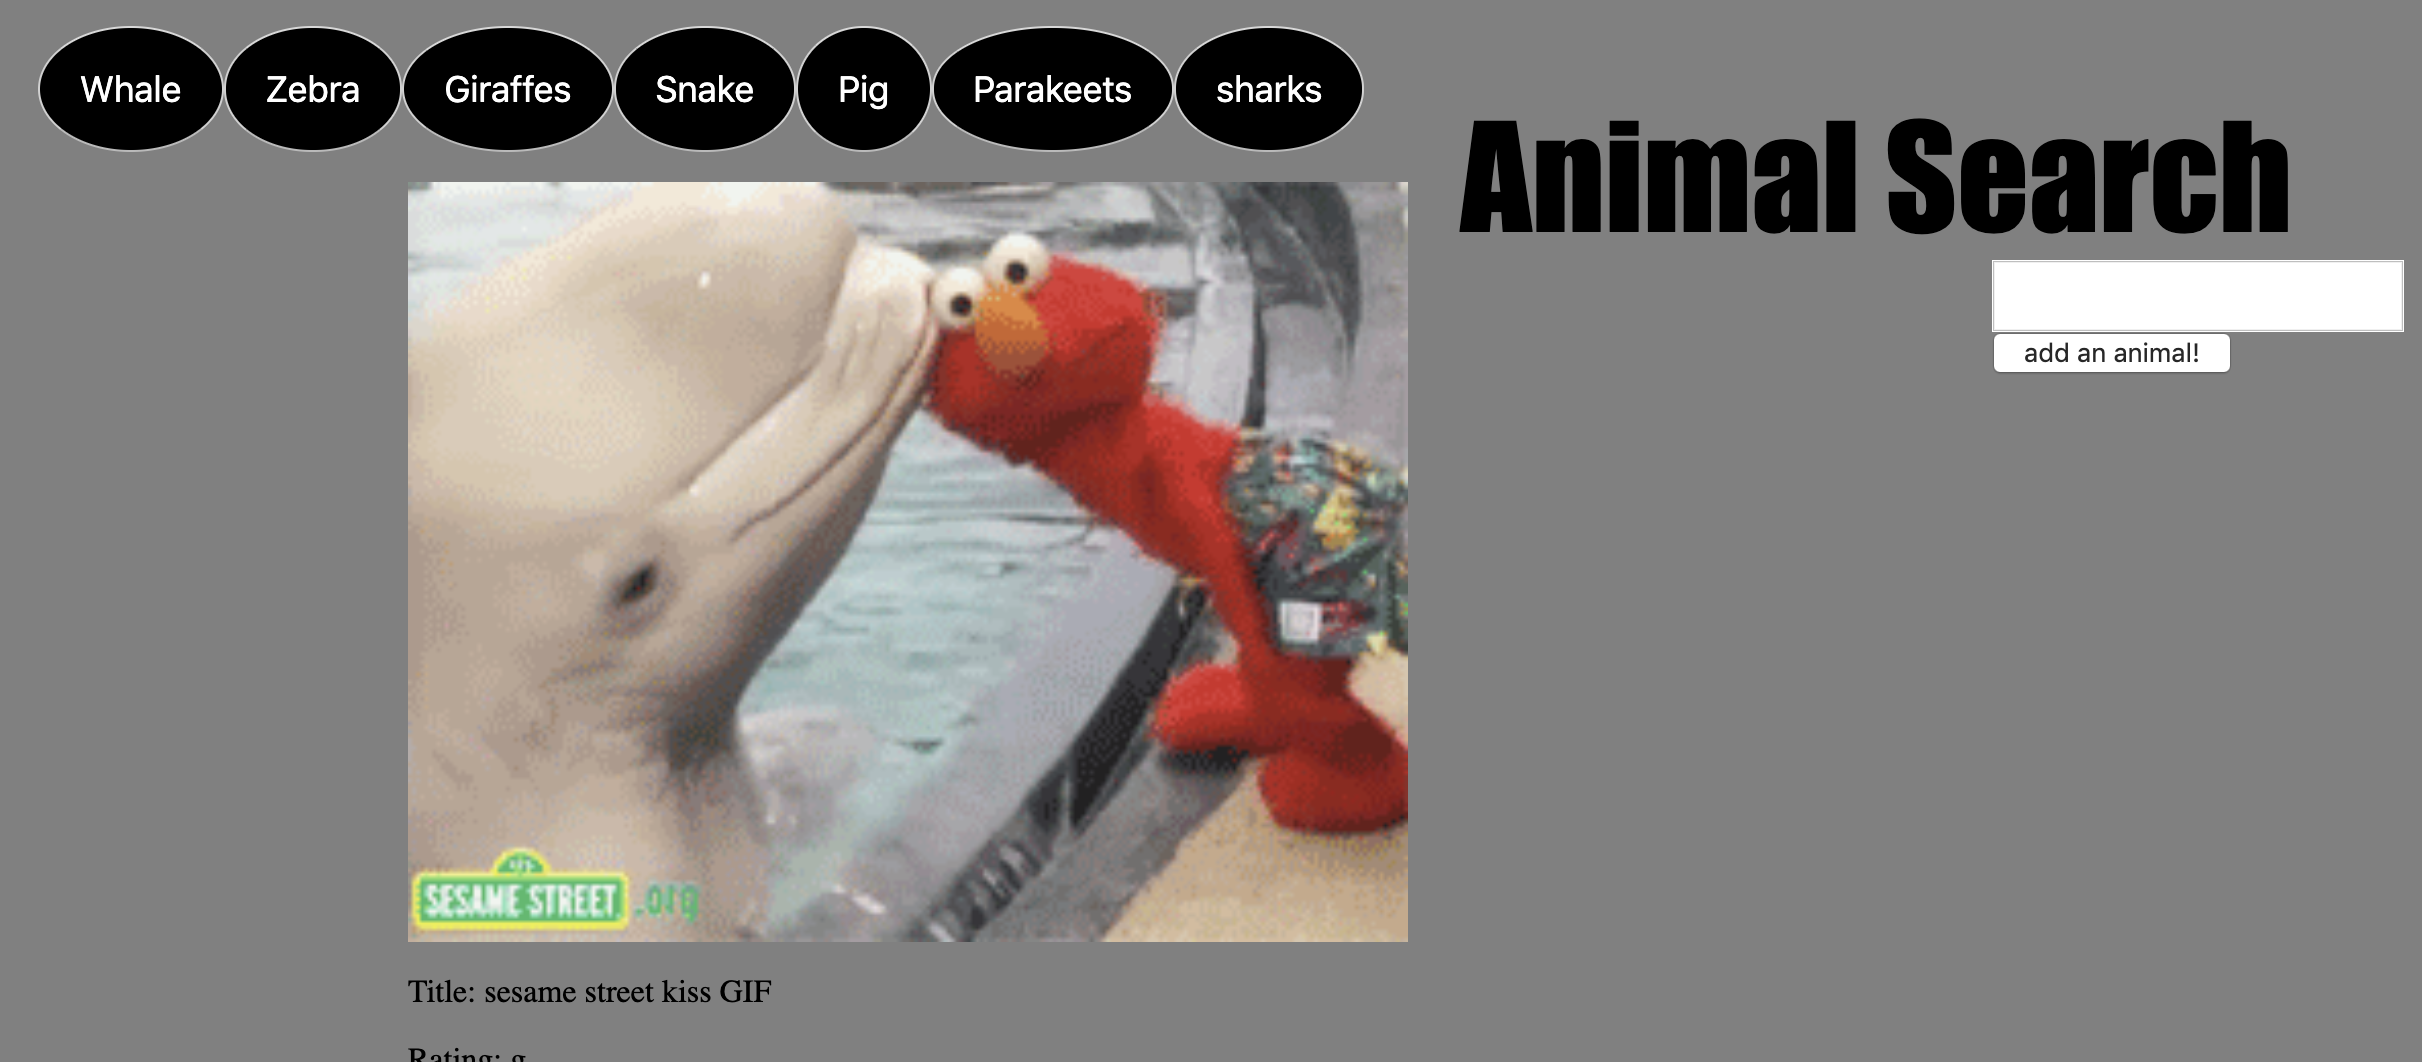 Whale Zebra Giraffes Snake Pig Parakeets sharks
Animal Search
add an animal!
SESAME STREET .org
Title: sesame street kiss GIF
Rating: g